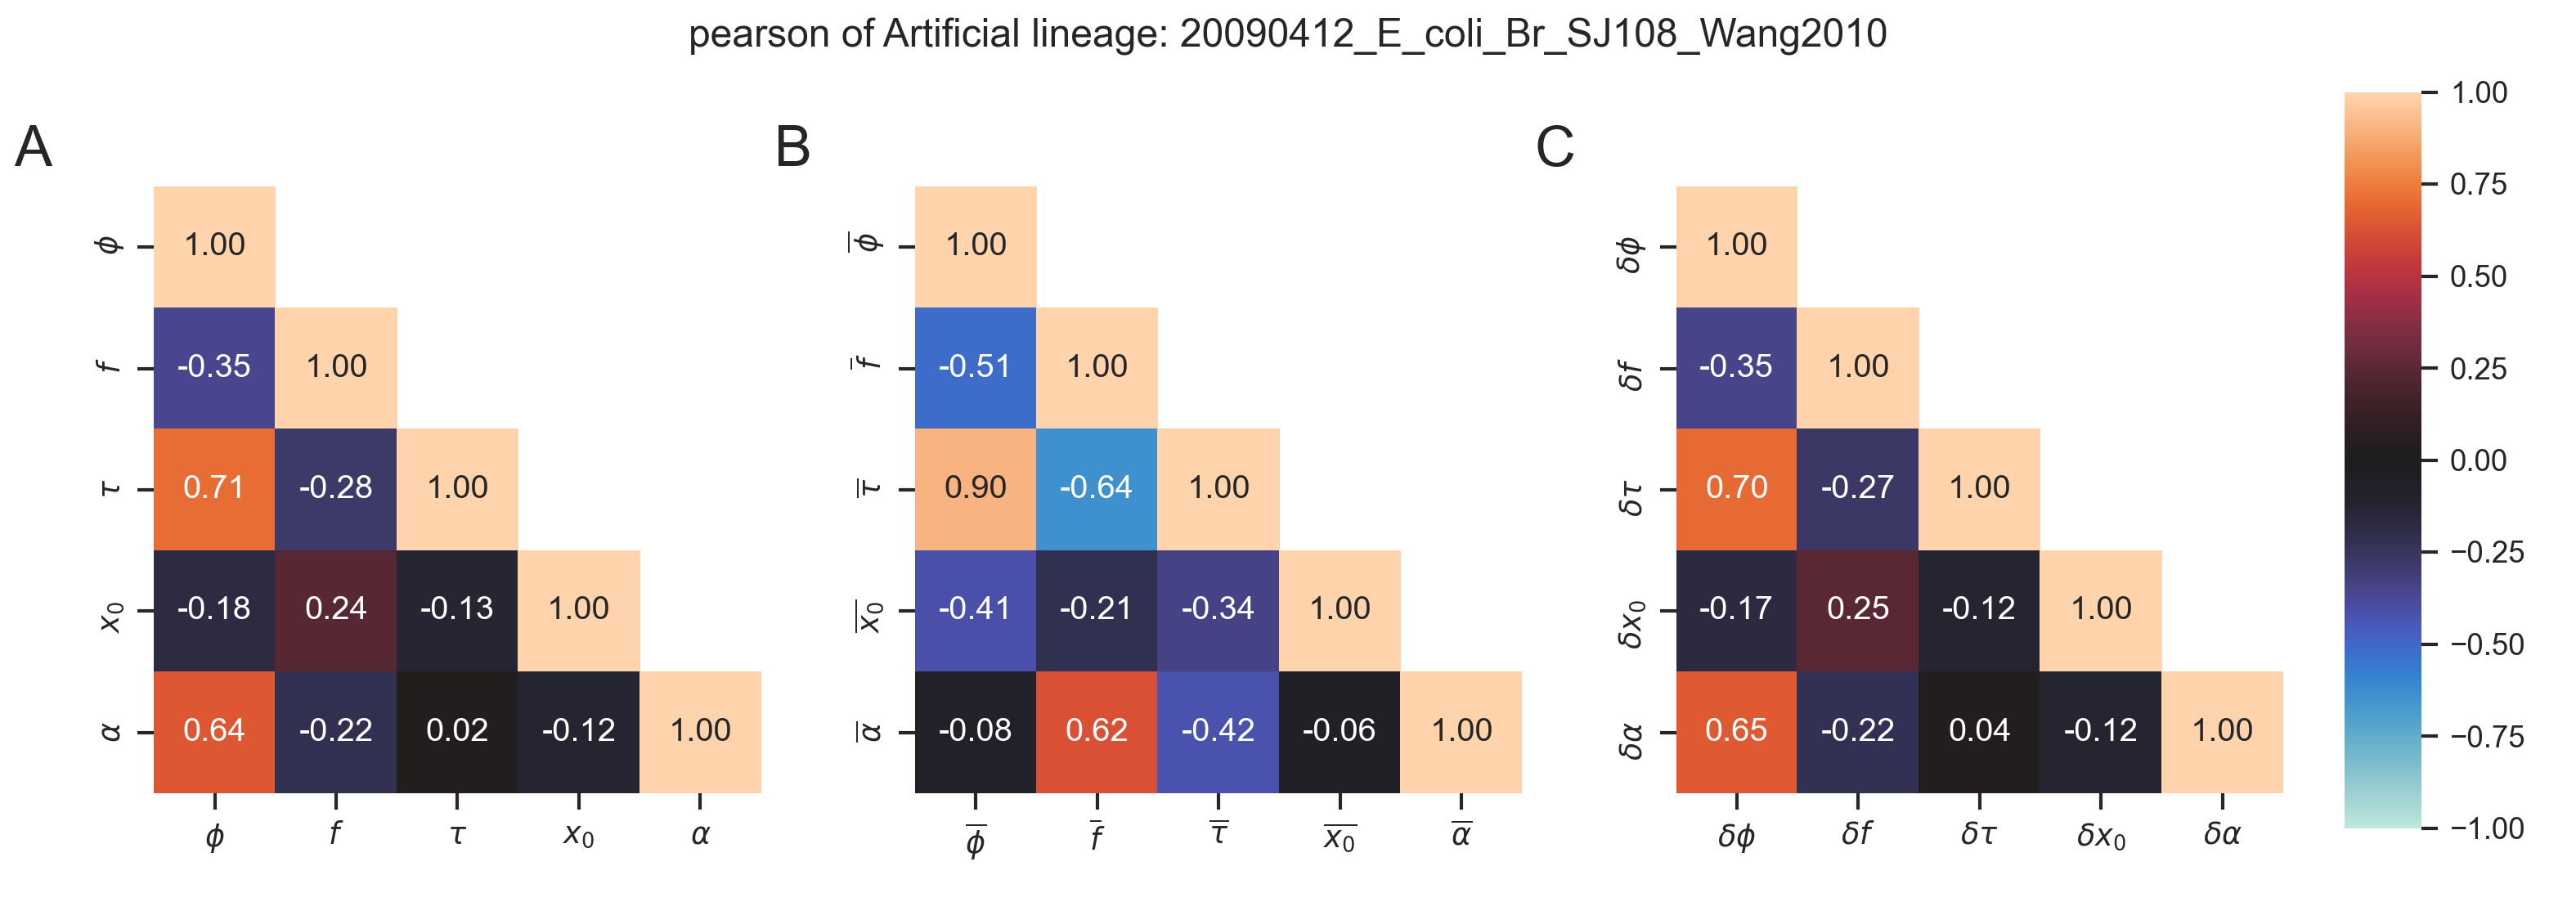 pearson of Artificial lineage: 20090412_E_coli_Br_SJ108_Wang2010
A
ϕ 1.00
f -0.35 1.00
τ 0.71 -0.28 1.00
x₀ -0.18 0.24 -0.13 1.00
α 0.64 -0.22 0.02 -0.12 1.00
ϕ f τ x₀ α
B
ϕ̅ 1.00
f̅ -0.51 1.00
τ̅ 0.90 -0.64 1.00
x̅₀ -0.41 -0.21 -0.34 1.00
α̅ -0.08 0.62 -0.42 -0.06 1.00
ϕ̅ f̅ τ̅ x̅₀ α̅
C
δϕ 1.00
δf -0.35 1.00
δτ 0.70 -0.27 1.00
δx₀ -0.17 0.25 -0.12 1.00
δα 0.65 -0.22 0.04 -0.12 1.00
δϕ δf δτ δx₀ δα
1.00
0.75
0.50
0.25
0.00
−0.25
−0.50
−0.75
−1.00